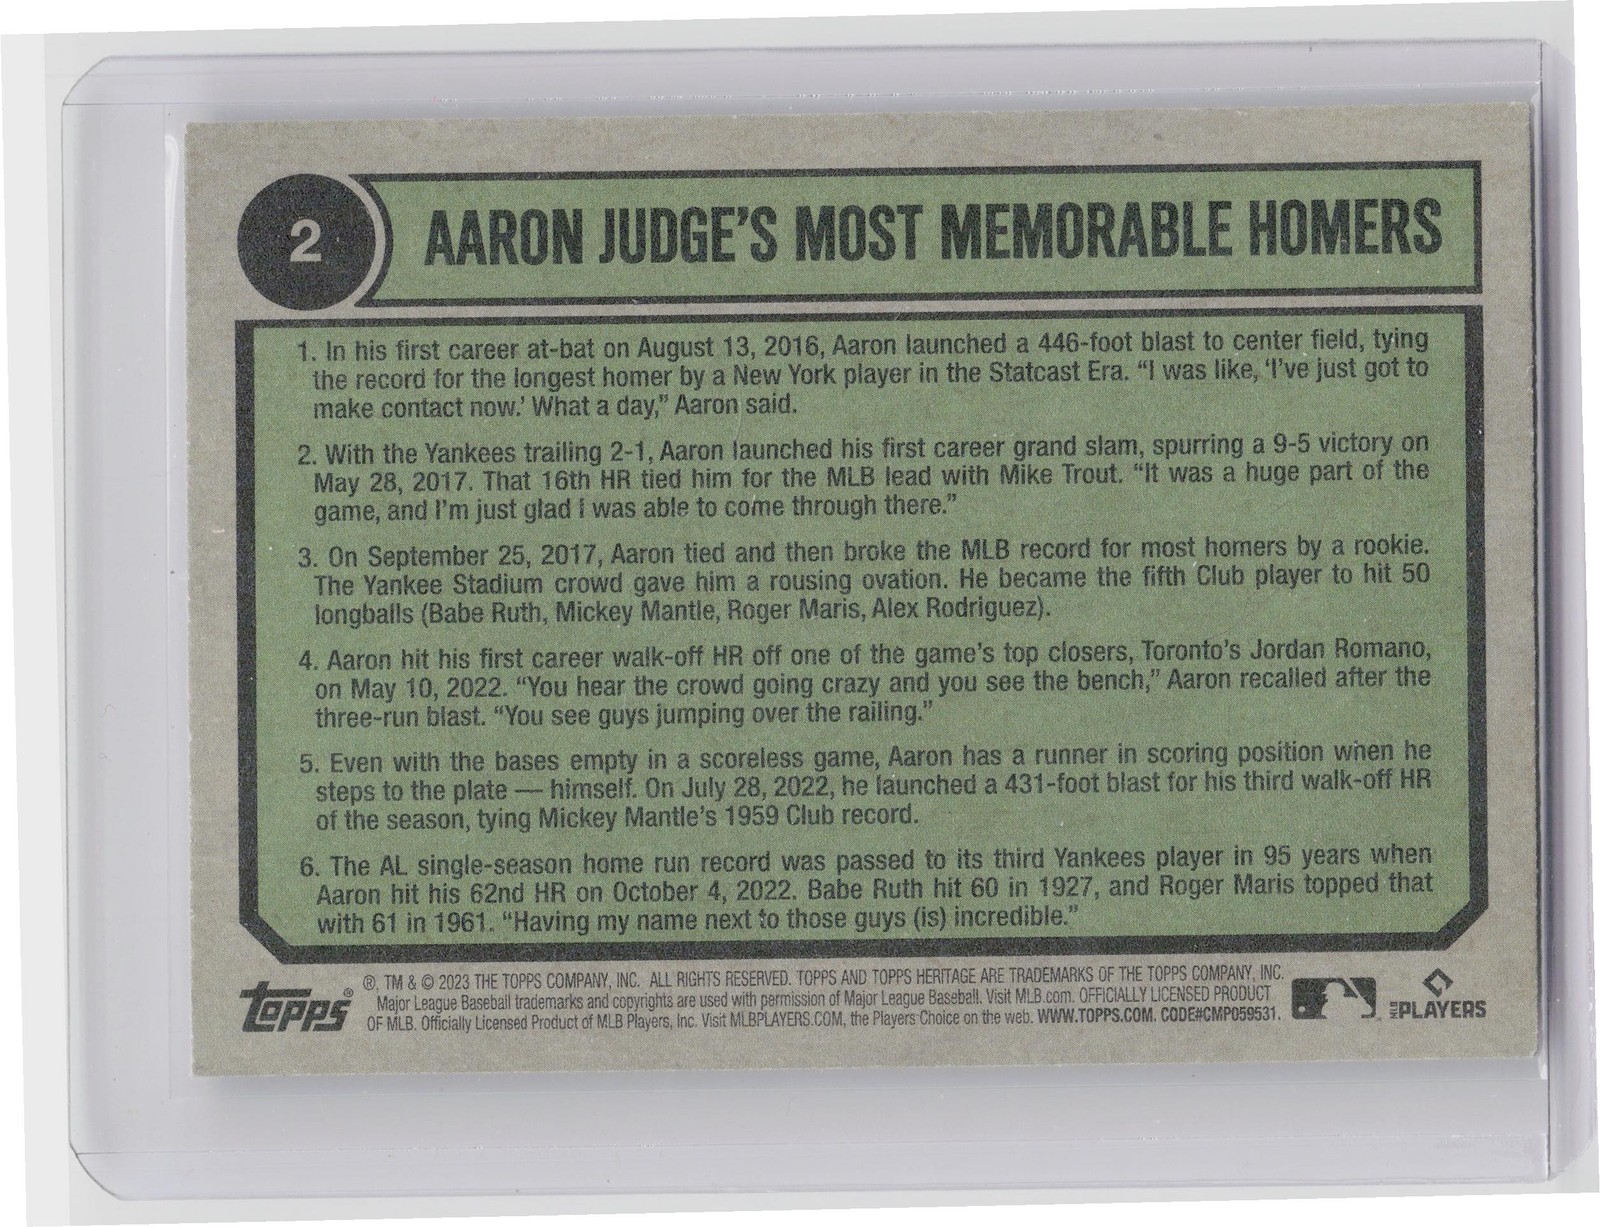 2
AARON JUDGE'S MOST MEMORABLE HOMERS
1. In his first career at-bat on August 13, 2016, Aaron launched a 446-foot blast to center field, tying
the record for the longest homer by a New York player in the Statcast Era. “I was like, ‘I’ve just got to
make contact now.’ What a day,” Aaron said.
2. With the Yankees trailing 2-1, Aaron launched his first career grand slam, spurring a 9-5 victory on
May 28, 2017. That 16th HR tied him for the MLB lead with Mike Trout. “It was a huge part of the
game, and I’m just glad I was able to come through there.”
3. On September 25, 2017, Aaron tied and then broke the MLB record for most homers by a rookie.
The Yankee Stadium crowd gave him a rousing ovation. He became the fifth Club player to hit 50
longballs (Babe Ruth, Mickey Mantle, Roger Maris, Alex Rodriguez).
4. Aaron hit his first career walk-off HR off one of the game’s top closers, Toronto’s Jordan Romano,
on May 10, 2022. “You hear the crowd going crazy and you see the bench,” Aaron recalled after the
three-run blast. “You see guys jumping over the railing.”
5. Even with the bases empty in a scoreless game, Aaron has a runner in scoring position when he
steps to the plate — himself. On July 28, 2022, he launched a 431-foot blast for his third walk-off HR
of the season, tying Mickey Mantle’s 1959 Club record.
6. The AL single-season home run record was passed to its third Yankees player in 95 years when
Aaron hit his 62nd HR on October 4, 2022. Babe Ruth hit 60 in 1927, and Roger Maris topped that
with 61 in 1961. “Having my name next to those guys (is) incredible.”
Topps®
®, TM & © 2023 THE TOPPS COMPANY, INC. ALL RIGHTS RESERVED. TOPPS AND TOPPS HERITAGE ARE TRADEMARKS OF THE TOPPS COMPANY, INC.
Major League Baseball trademarks and copyrights are used with permission of Major League Baseball. Visit MLB.com. OFFICIALLY LICENSED PRODUCT
OF MLB. Officially Licensed Product of MLB Players, Inc. Visit MLBPLAYERS.COM, the Players Choice on the web. WWW.TOPPS.COM. CODE#CMP059531.
MLB PLAYERS